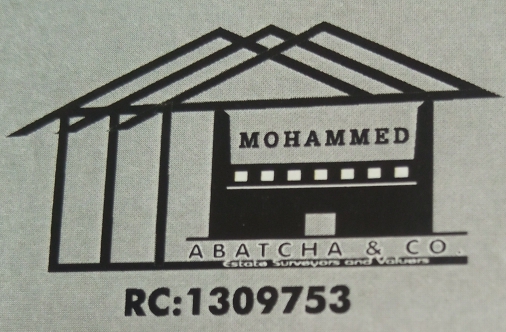 MOHAMMED
ABATCHA & CO.
Estate Surveyors and Valuers
RC:1309753